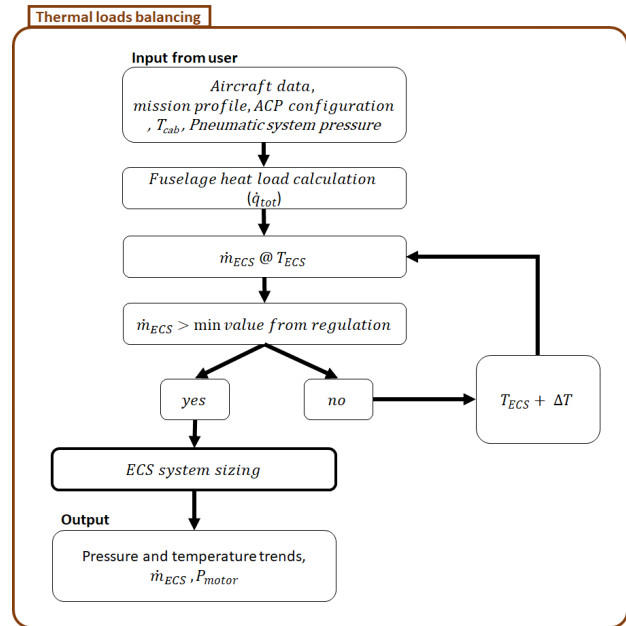 Thermal loads balancing
Input from user
Aircraft data,
mission profile, ACP configuration
, T_cab, Pneumatic system pressure
Fuselage heat load calculation
(q̇_tot)
ṁ_ECS @ T_ECS
ṁ_ECS > min value from regulation
yes
no
T_ECS + ΔT
ECS system sizing
Output
Pressure and temperature trends,
ṁ_ECS , P_motor